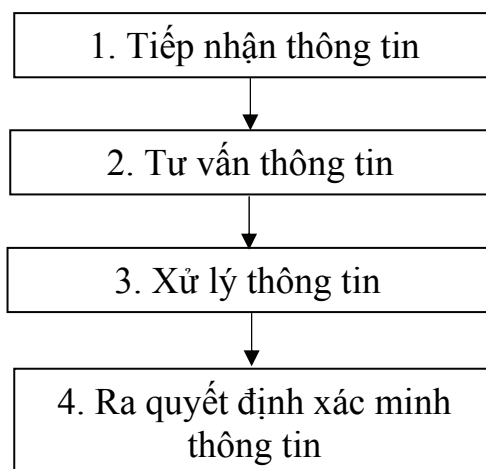 1. Tiếp nhận thông tin
2. Tư vấn thông tin
3. Xử lý thông tin
4. Ra quyết định xác minh
thông tin